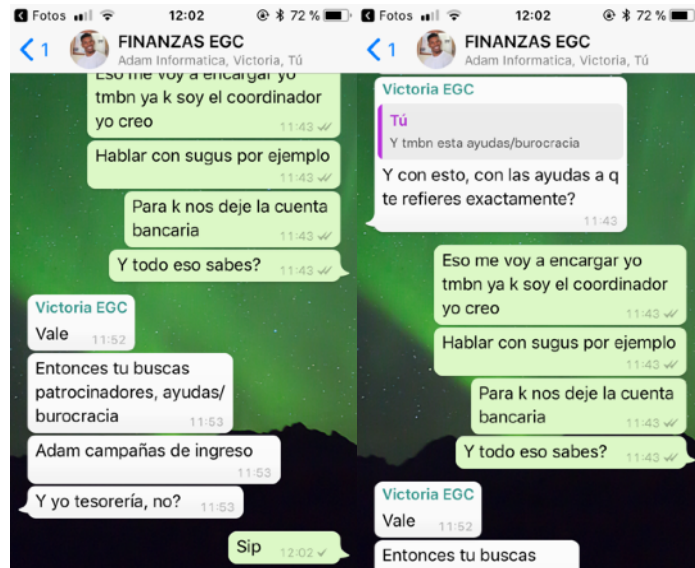 Fotos 12:02 72 %
1 FINANZAS EGC
Adam Informatica, Victoria, Tú
Eso me voy a encargar yo
tmbn ya k soy el coordinador
yo creo
11:43
Hablar con sugus por ejemplo
11:43
Para k nos deje la cuenta
bancaria
11:43
Y todo eso sabes? 11:43
Victoria EGC
Vale 11:52
Entonces tu buscas
patrocinadores, ayudas/
burocracia 11:53
Adam campañas de ingreso
11:53
Y yo tesorería, no? 11:53
Sip 12:02
Fotos 12:02 72 %
1 FINANZAS EGC
Adam Informatica, Victoria, Tú
Victoria EGC
Tú
Y tmbn esta ayudas/burocracia
Y con esto, con las ayudas a q
te refieres exactamente?
11:43
Eso me voy a encargar yo
tmbn ya k soy el coordinador
yo creo
11:43
Hablar con sugus por ejemplo
11:43
Para k nos deje la cuenta
bancaria
11:43
Y todo eso sabes? 11:43
Victoria EGC
Vale 11:52
Entonces tu buscas